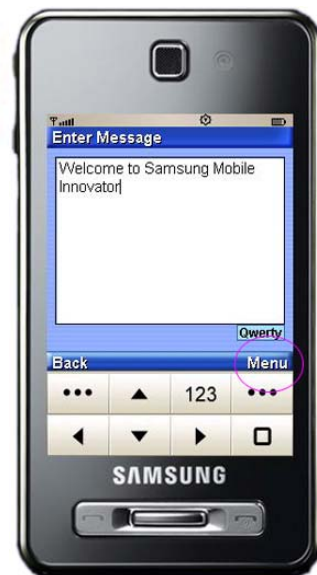 Enter Message
Welcome to Samsung Mobile
Innovator
Qwerty
Back Menu
••• 123 •••
SAMSUNG